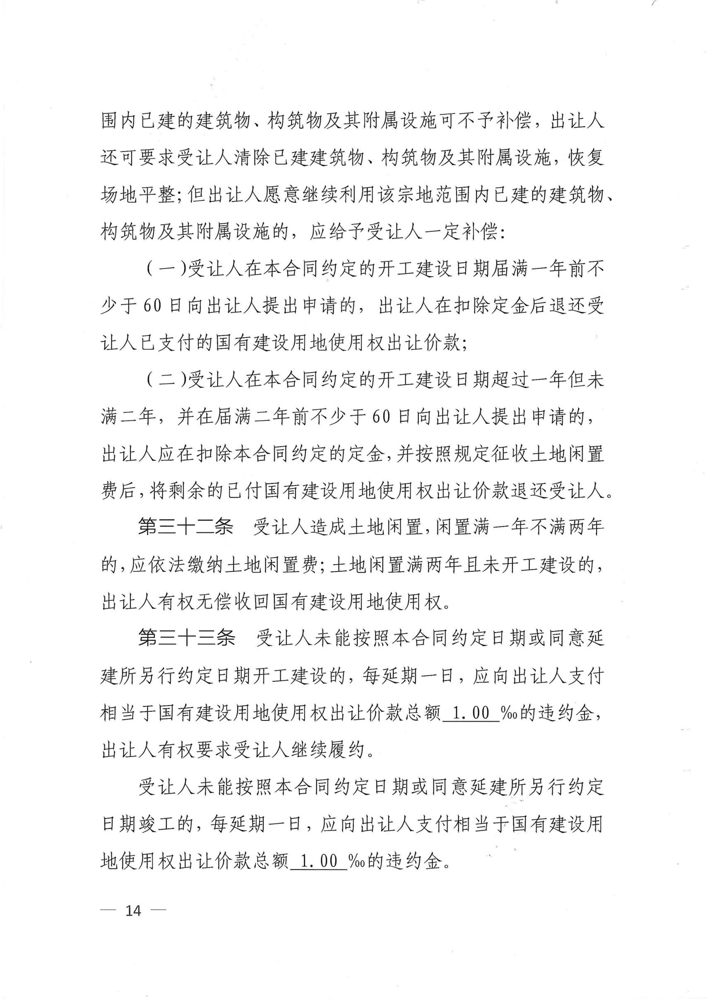 围内已建的建筑物、构筑物及其附属设施可不予补偿，出让人
还可要求受让人清除已建建筑物、构筑物及其附属设施，恢复
场地平整；但出让人愿意继续利用该宗地范围内已建的建筑物、
构筑物及其附属设施的，应给予受让人一定补偿：
（一）受让人在本合同约定的开工建设日期届满一年前不
少于 60 日向出让人提出申请的，出让人在扣除定金后退还受
让人已支付的国有建设用地使用权出让价款；
（二）受让人在本合同约定的开工建设日期超过一年但未
满二年，并在届满二年前不少于 60 日向出让人提出申请的，
出让人应在扣除本合同约定的定金，并按照规定征收土地闲置
费后，将剩余的已付国有建设用地使用权出让价款退还受让人。
第三十二条 受让人造成土地闲置，闲置满一年不满两年
的，应依法缴纳土地闲置费；土地闲置满两年且未开工建设的，
出让人有权无偿收回国有建设用地使用权。
第三十三条 受让人未能按照本合同约定日期或同意延
建所另行约定日期开工建设的，每延期一日，应向出让人支付
相当于国有建设用地使用权出让价款总额 1.00 ‰的违约金，
出让人有权要求受让人继续履约。
受让人未能按照本合同约定日期或同意延建所另行约定
日期竣工的，每延期一日，应向出让人支付相当于国有建设用
地使用权出让价款总额 1.00 ‰的违约金。
— 14 —